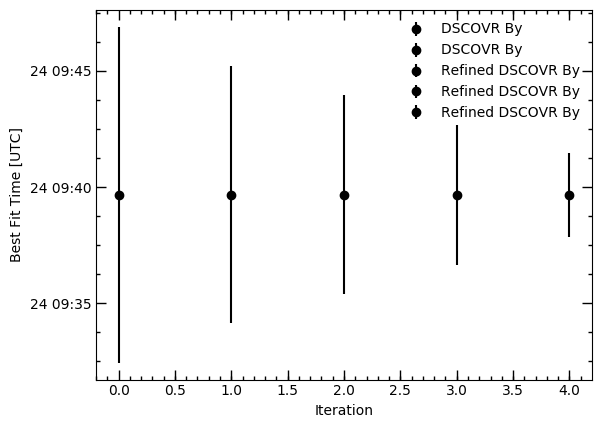 DSCOVR By
DSCOVR By
Refined DSCOVR By
Refined DSCOVR By
Refined DSCOVR By
24 09:45
24 09:40
24 09:35
Best Fit Time [UTC]
0.0 0.5 1.0 1.5 2.0 2.5 3.0 3.5 4.0
Iteration